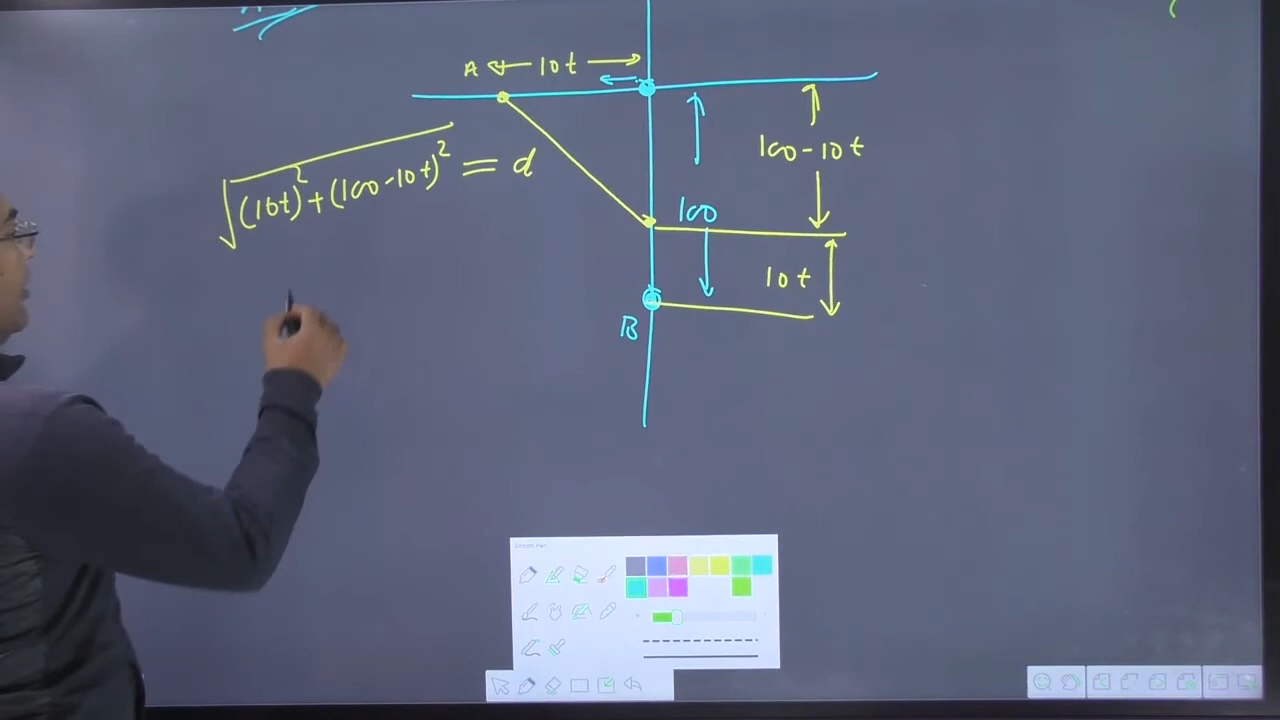 A ← 10t →
100-10t
√(10t)²+(100-10t)² = d
100
10t
B